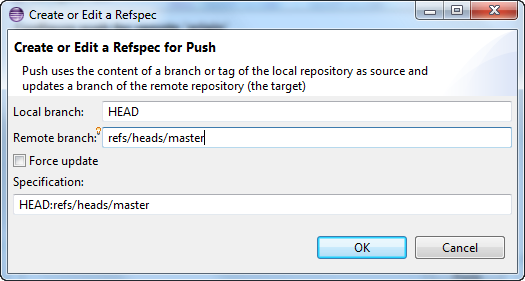 Create or Edit a Refspec
Create or Edit a Refspec for Push
Push uses the content of a branch or tag of the local repository as source and
updates a branch of the remote repository (the target)
Local branch: HEAD
Remote branch: refs/heads/master
Force update
Specification:
HEAD:refs/heads/master
OK Cancel